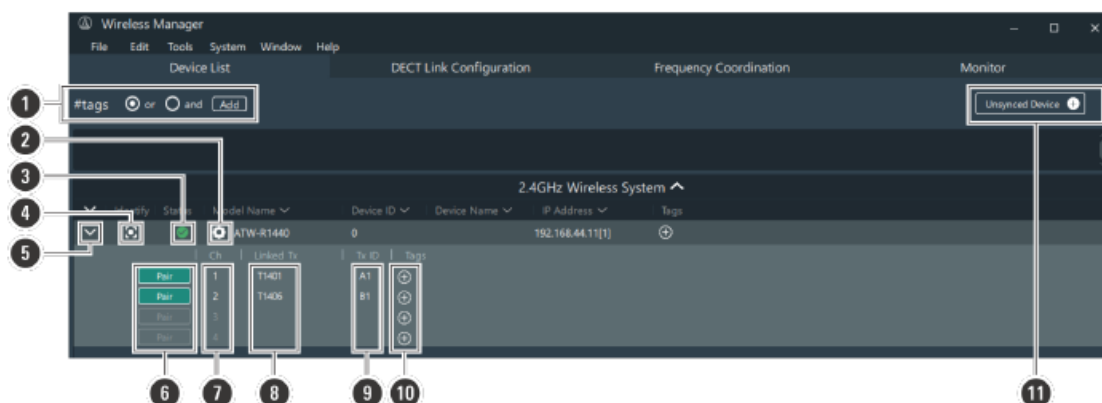 Wireless Manager
File Edit Tools System Window Help
Device List DECT Link Configuration Frequency Coordination Monitor
1 #tags or and Add Unsynced Device
2
3 2.4GHz Wireless System
4 Identify Status Model Name Device ID Device Name IP Address Tags
5 ATW-R1440 0 192.168.44.11[1]
Ch Linked Tx Tx ID Tags
Pair 1 T1401 A1
Pair 2 T1406 B1
Pair 3
Pair 4
6 7 8 9 10 11